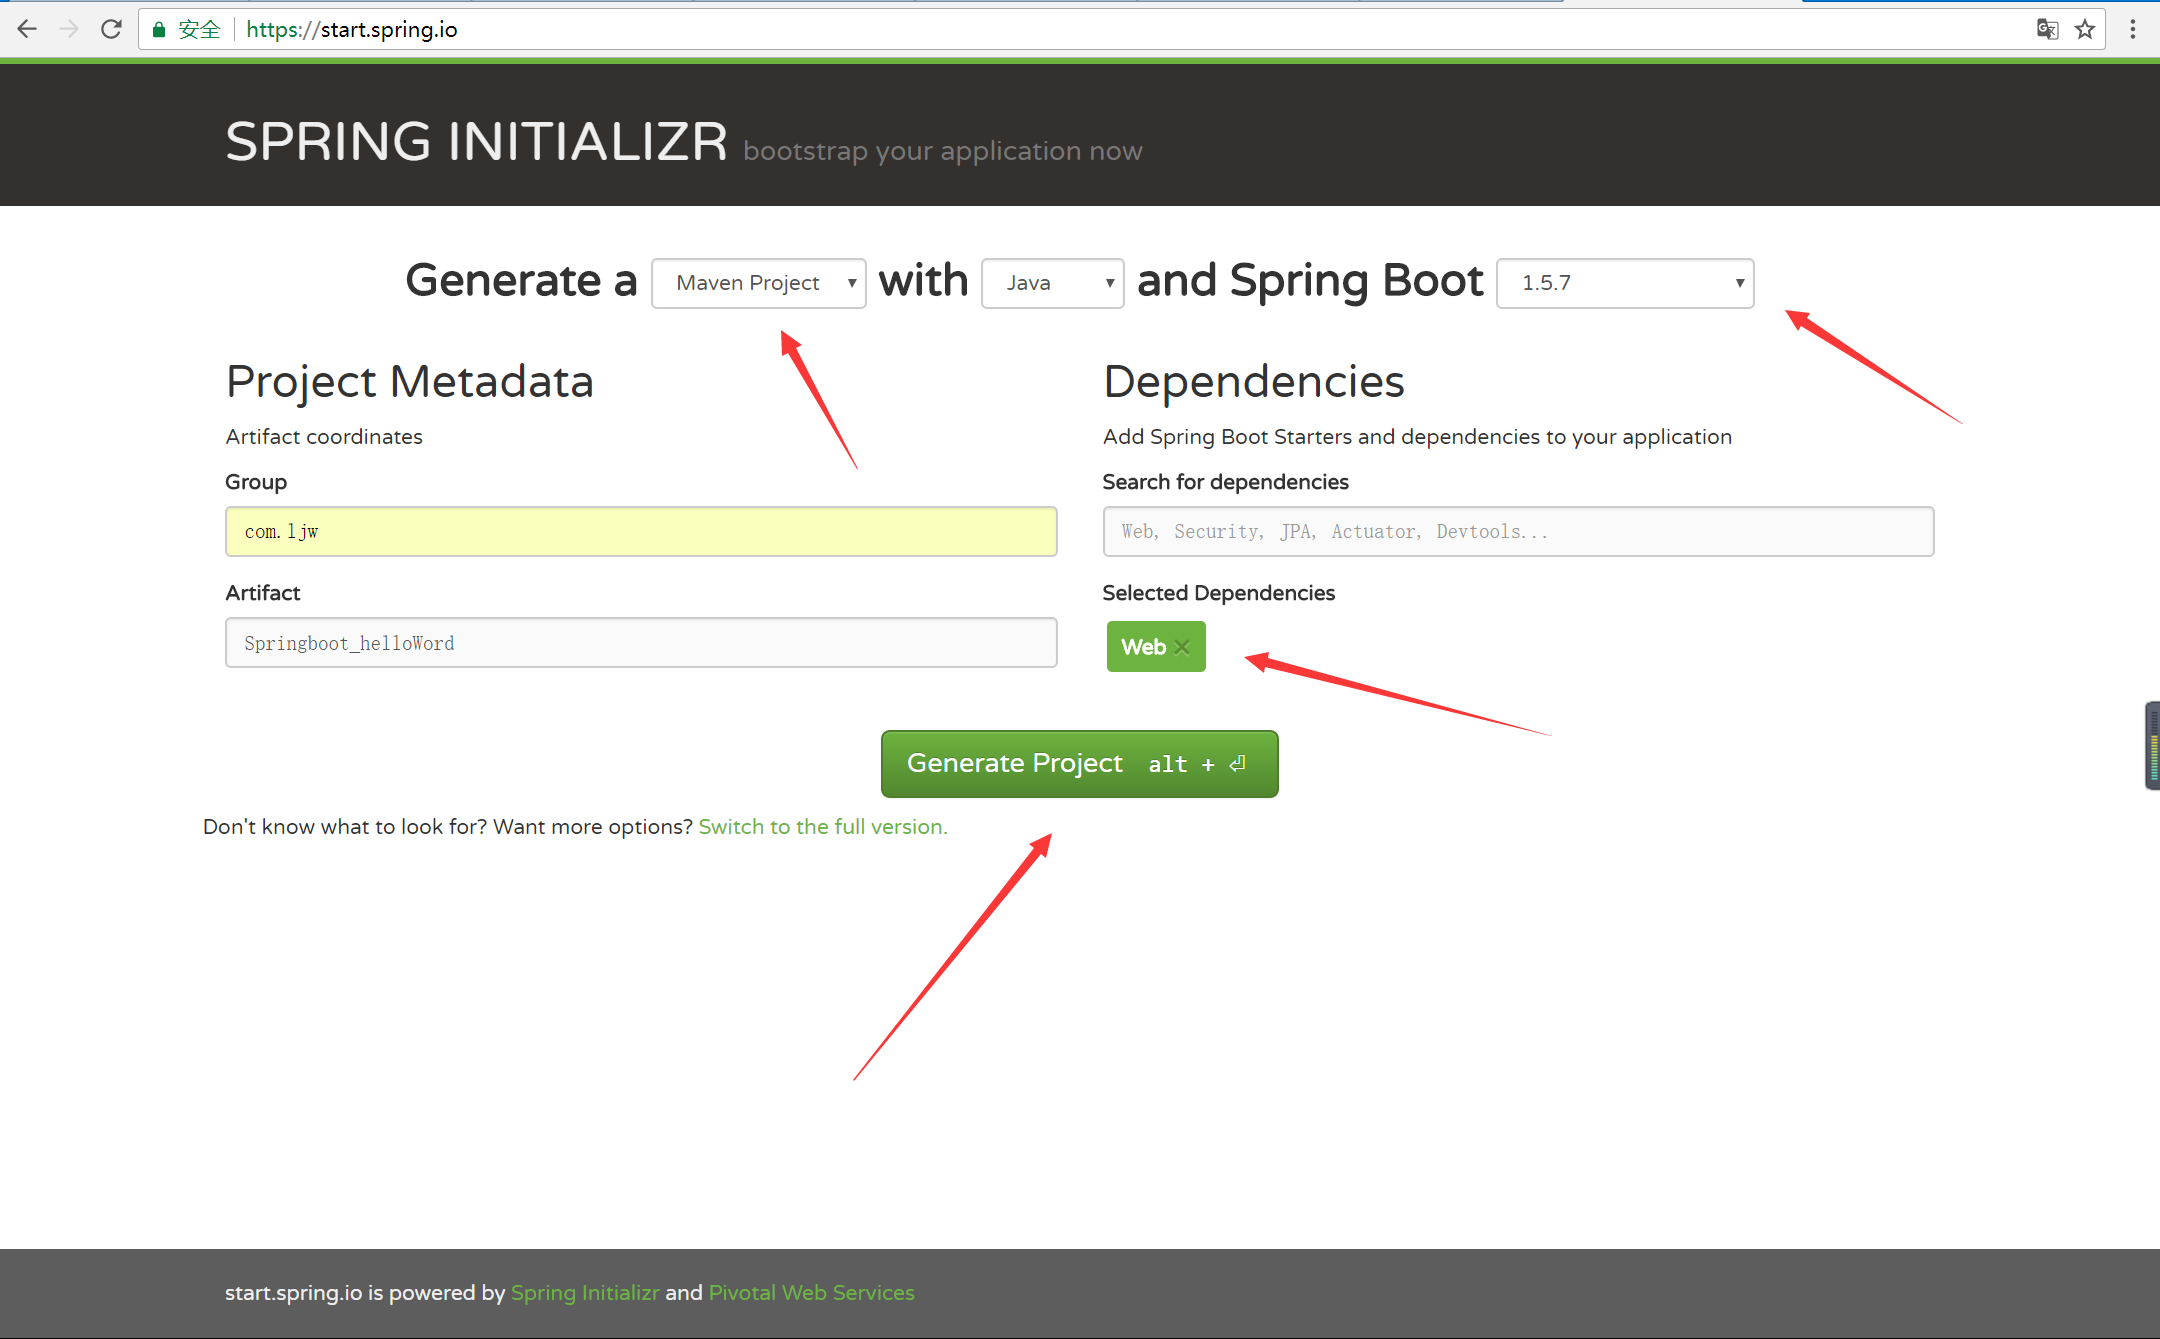 安全 https://start.spring.io
SPRING INITIALIZR bootstrap your application now
Generate a Maven Project with Java and Spring Boot 1.5.7
Project Metadata
Artifact coordinates
Group
com.ljw
Artifact
Springboot_helloWord
Dependencies
Add Spring Boot Starters and dependencies to your application
Search for dependencies
Web, Security, JPA, Actuator, Devtools...
Selected Dependencies
Web ×
Generate Project alt + ⏎
Don't know what to look for? Want more options? Switch to the full version.
start.spring.io is powered by Spring Initializr and Pivotal Web Services